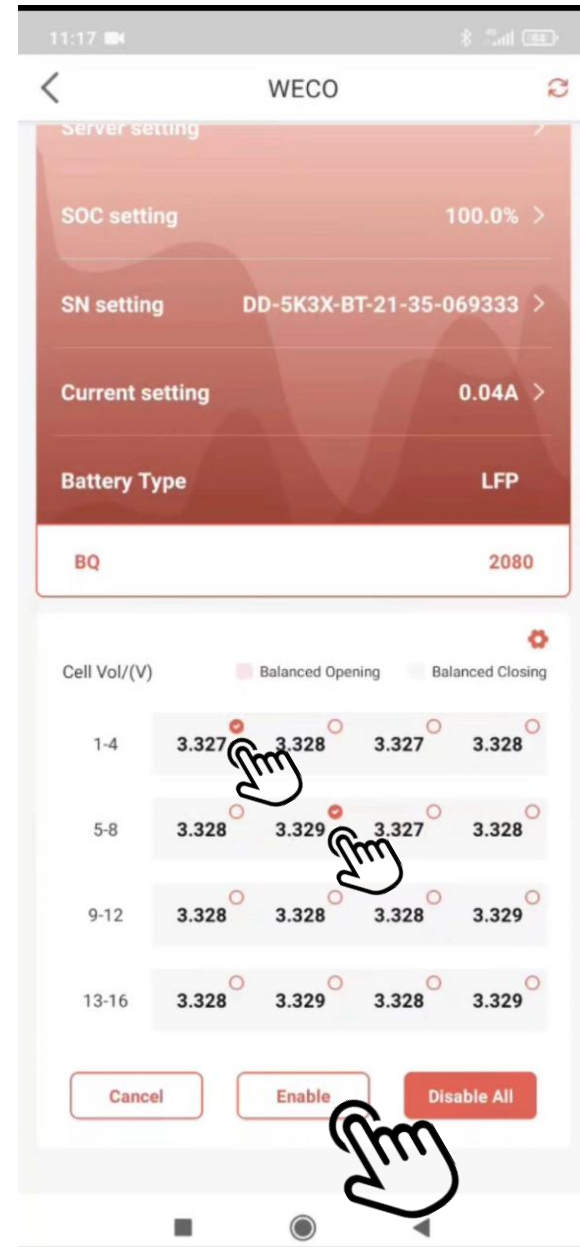 11:17
WECO
Server setting
SOC setting 100.0%
SN setting DD-5K3X-BT-21-35-069333
Current setting 0.04A
Battery Type LFP
BQ 2080
Cell Vol/(V) Balanced Opening Balanced Closing
1-4 3.327 3.328 3.327 3.328
5-8 3.328 3.329 3.327 3.328
9-12 3.328 3.328 3.328 3.329
13-16 3.328 3.329 3.328 3.329
Cancel Enable Disable All